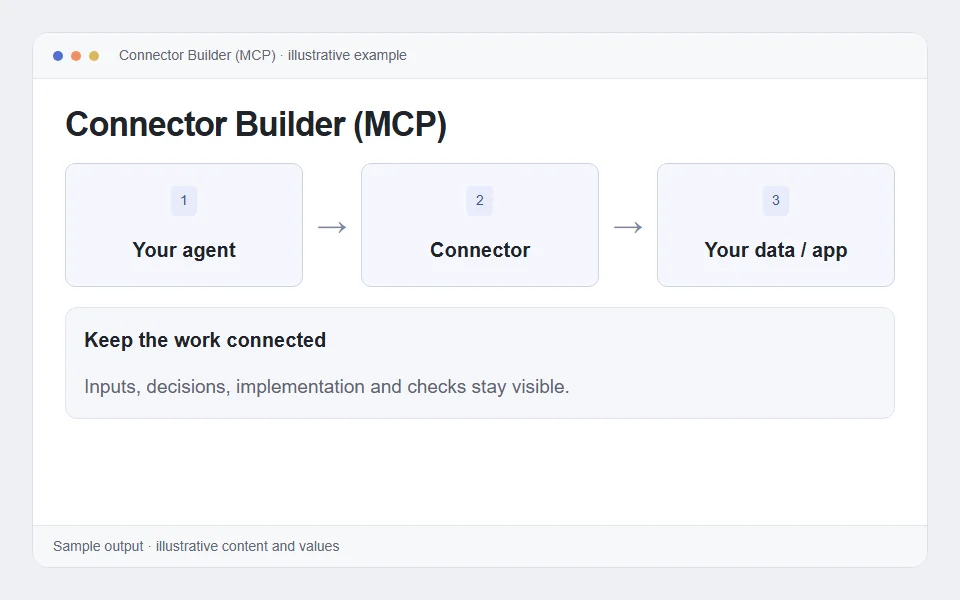 Connector Builder (MCP) · illustrative example
Connector Builder (MCP)
1
Your agent
→
2
Connector
→
3
Your data / app
Keep the work connected
Inputs, decisions, implementation and checks stay visible.
Sample output · illustrative content and values